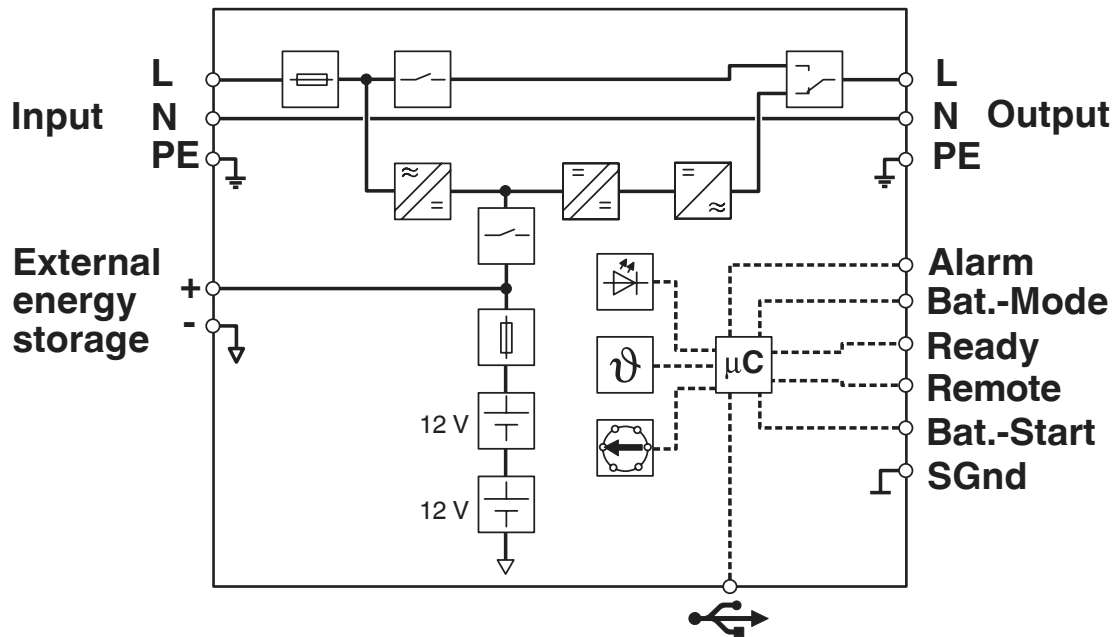 Input
L
N
PE
L
N
PE
Output
External
energy
storage
+
-
12 V
12 V
ϑ
μC
Alarm
Bat.-Mode
Ready
Remote
Bat.-Start
SGnd